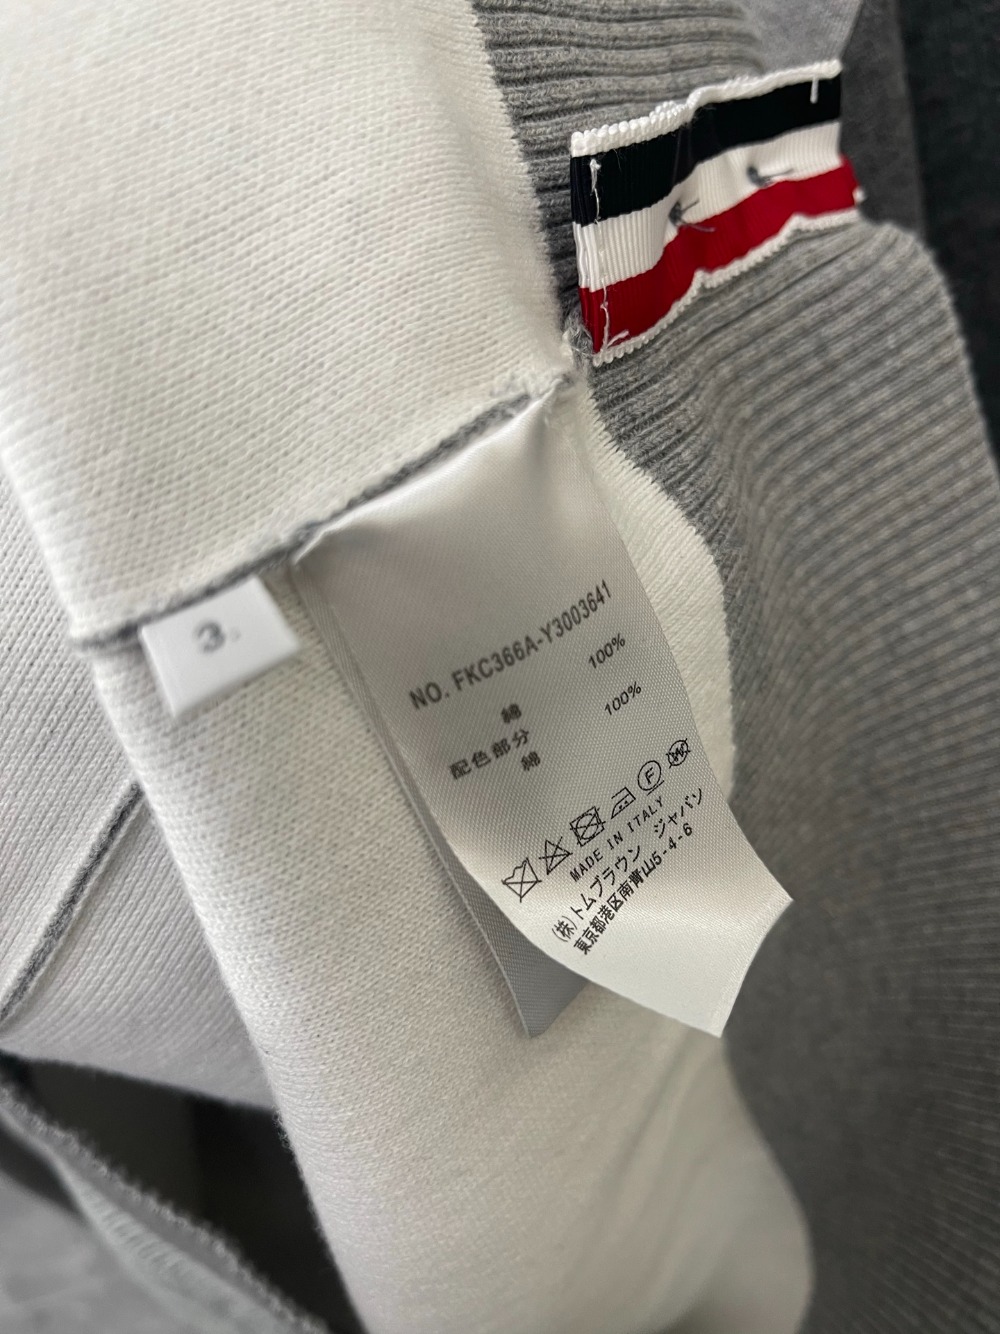 3.
NO. FKC366A-Y3003641
綿 100%
配色部分
綿 100%
F
W
MADE IN ITALY
(株)トムブラウン ジャパン
東京都港区南青山5-4-6